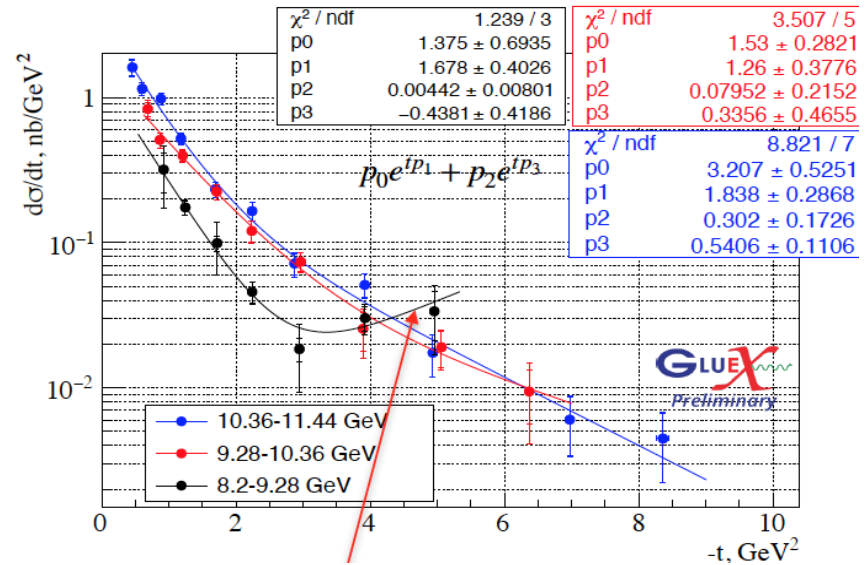 χ² / ndf 1.239 / 3
p0 1.375 ± 0.6935
p1 1.678 ± 0.4026
p2 0.00442 ± 0.00801
p3 −0.4381 ± 0.4186
χ² / ndf 3.507 / 5
p0 1.53 ± 0.2821
p1 1.26 ± 0.3776
p2 0.07952 ± 0.2152
p3 0.3356 ± 0.4655
χ² / ndf 8.821 / 7
p0 3.207 ± 0.5251
p1 1.838 ± 0.2868
p2 0.302 ± 0.1726
p3 0.5406 ± 0.1106
dσ/dt, nb/GeV²
1
10⁻¹
10⁻²
p₀e^{tp₁} + p₂e^{tp₃}
GLUEX
Preliminary
10.36-11.44 GeV
9.28-10.36 GeV
8.2-9.28 GeV
0 2 4 6 8 10
-t, GeV²